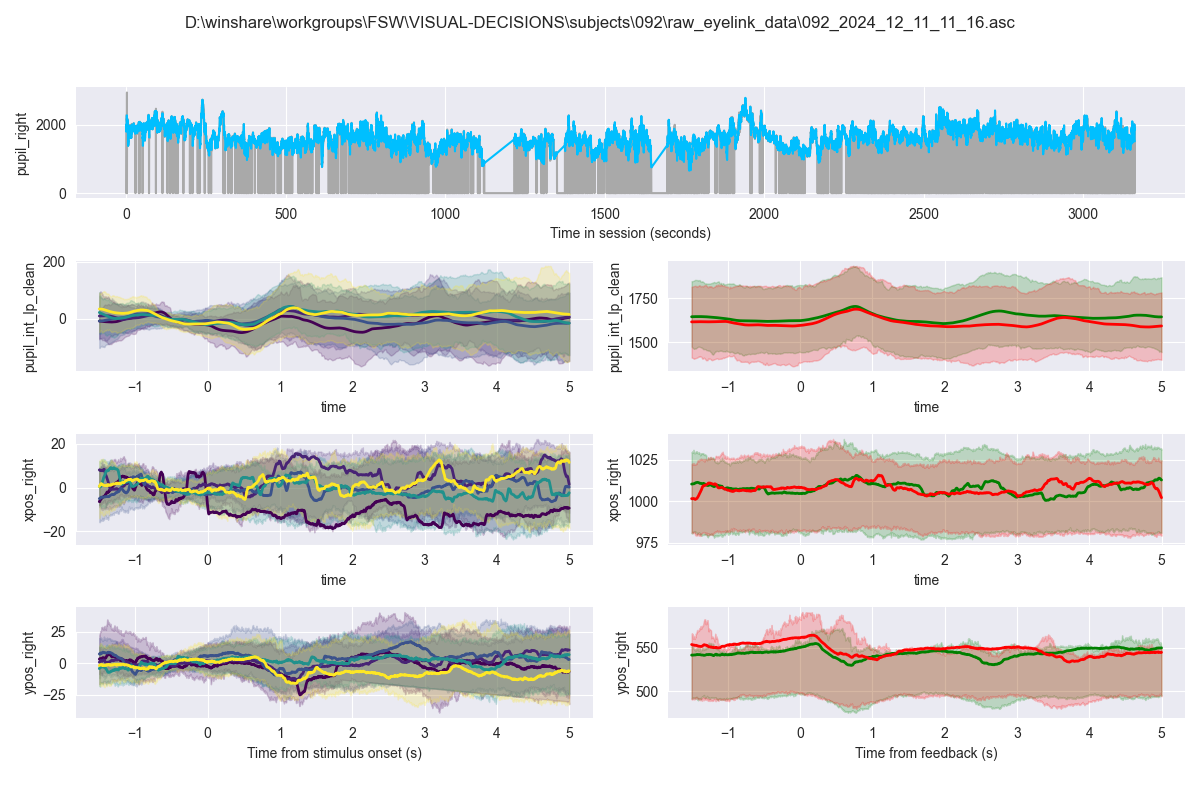 D:\winshare\workgroups\FSW\VISUAL-DECISIONS\subjects\092\raw_eyelink_data\092_2024_12_11_11_16.asc
pupil_right
2000
0
0 500 1000 1500 2000 2500 3000
Time in session (seconds)
pupil_int_lp_clean
200
0
−1 0 1 2 3 4 5
time
pupil_int_lp_clean
1750
1500
−1 0 1 2 3 4 5
time
xpos_right
20
0
−20
−1 0 1 2 3 4 5
time
xpos_right
1025
1000
975
−1 0 1 2 3 4 5
time
ypos_right
25
0
−25
−1 0 1 2 3 4 5
Time from stimulus onset (s)
ypos_right
550
500
−1 0 1 2 3 4 5
Time from feedback (s)